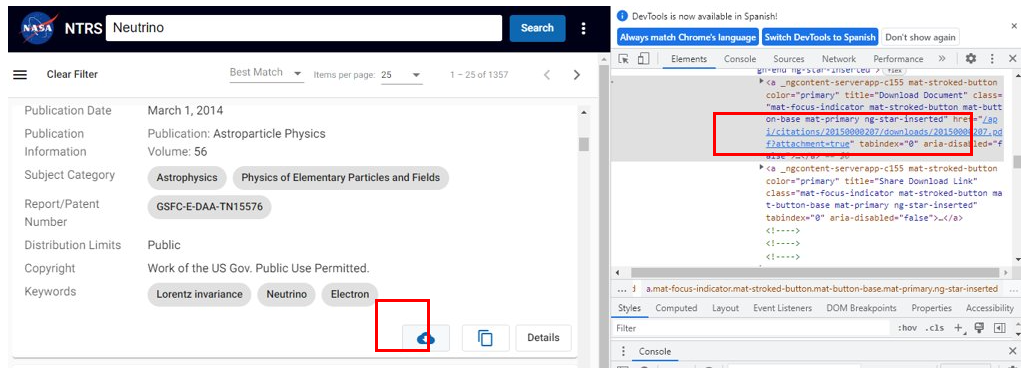 NASA NTRS Neutrino Search
Clear Filter Best Match Items per page: 25 1 – 25 of 1357
Publication Date March 1, 2014
Publication Publication: Astroparticle Physics
Information Volume: 56
Subject Category Astrophysics Physics of Elementary Particles and Fields
Report/Patent GSFC-E-DAA-TN15576
Number
Distribution Limits Public
Copyright Work of the US Gov. Public Use Permitted.
Keywords Lorentz invariance Neutrino Electron
Details
DevTools is now available in Spanish!
Always match Chrome's language Switch DevTools to Spanish Don't show again
Elements Console Sources Network Performance »
gn-end ng-star-inserted"> view
<a _ngcontent-serverapp-c155 mat-stroked-button
color="primary" title="Download Document" class=
"mat-focus-indicator mat-stroked-button mat-butt
on-base mat-primary ng-star-inserted" href="/ap
i/citations/20150000207/downloads/20150000207.pd
f?attachment=true" tabindex="0" aria-disabled="f
alse">…</a> == $0
<a _ngcontent-serverapp-c155 mat-stroked-button
color="primary" title="Share Download Link"
class="mat-focus-indicator mat-stroked-button ma
t-button-base mat-primary ng-star-inserted"
tabindex="0" aria-disabled="false">…</a>
<!---->
<!---->
<!---->
... i a.mat-focus-indicator.mat-stroked-button.mat-button-base.mat-primary.ng-star-inserted ...
Styles Computed Layout Event Listeners DOM Breakpoints Properties Accessibility
Filter :hov .cls +
Console